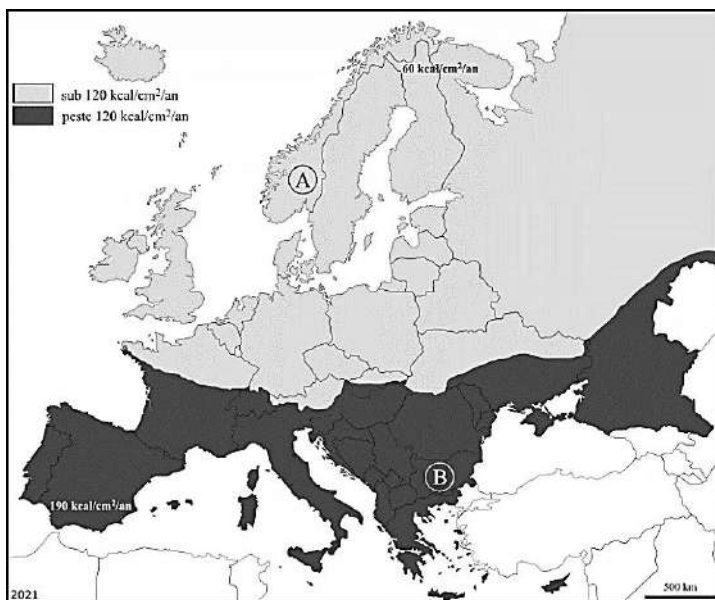 60 kcal/cm²/an
sub 120 kcal/cm²/an
peste 120 kcal/cm²/an
A
B
190 kcal/cm²/an
2021
500 km